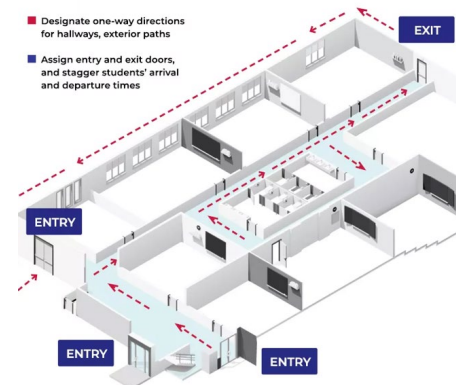 Designate one-way directions
for hallways, exterior paths
Assign entry and exit doors,
and stagger students' arrival
and departure times
EXIT
ENTRY
ENTRY
ENTRY